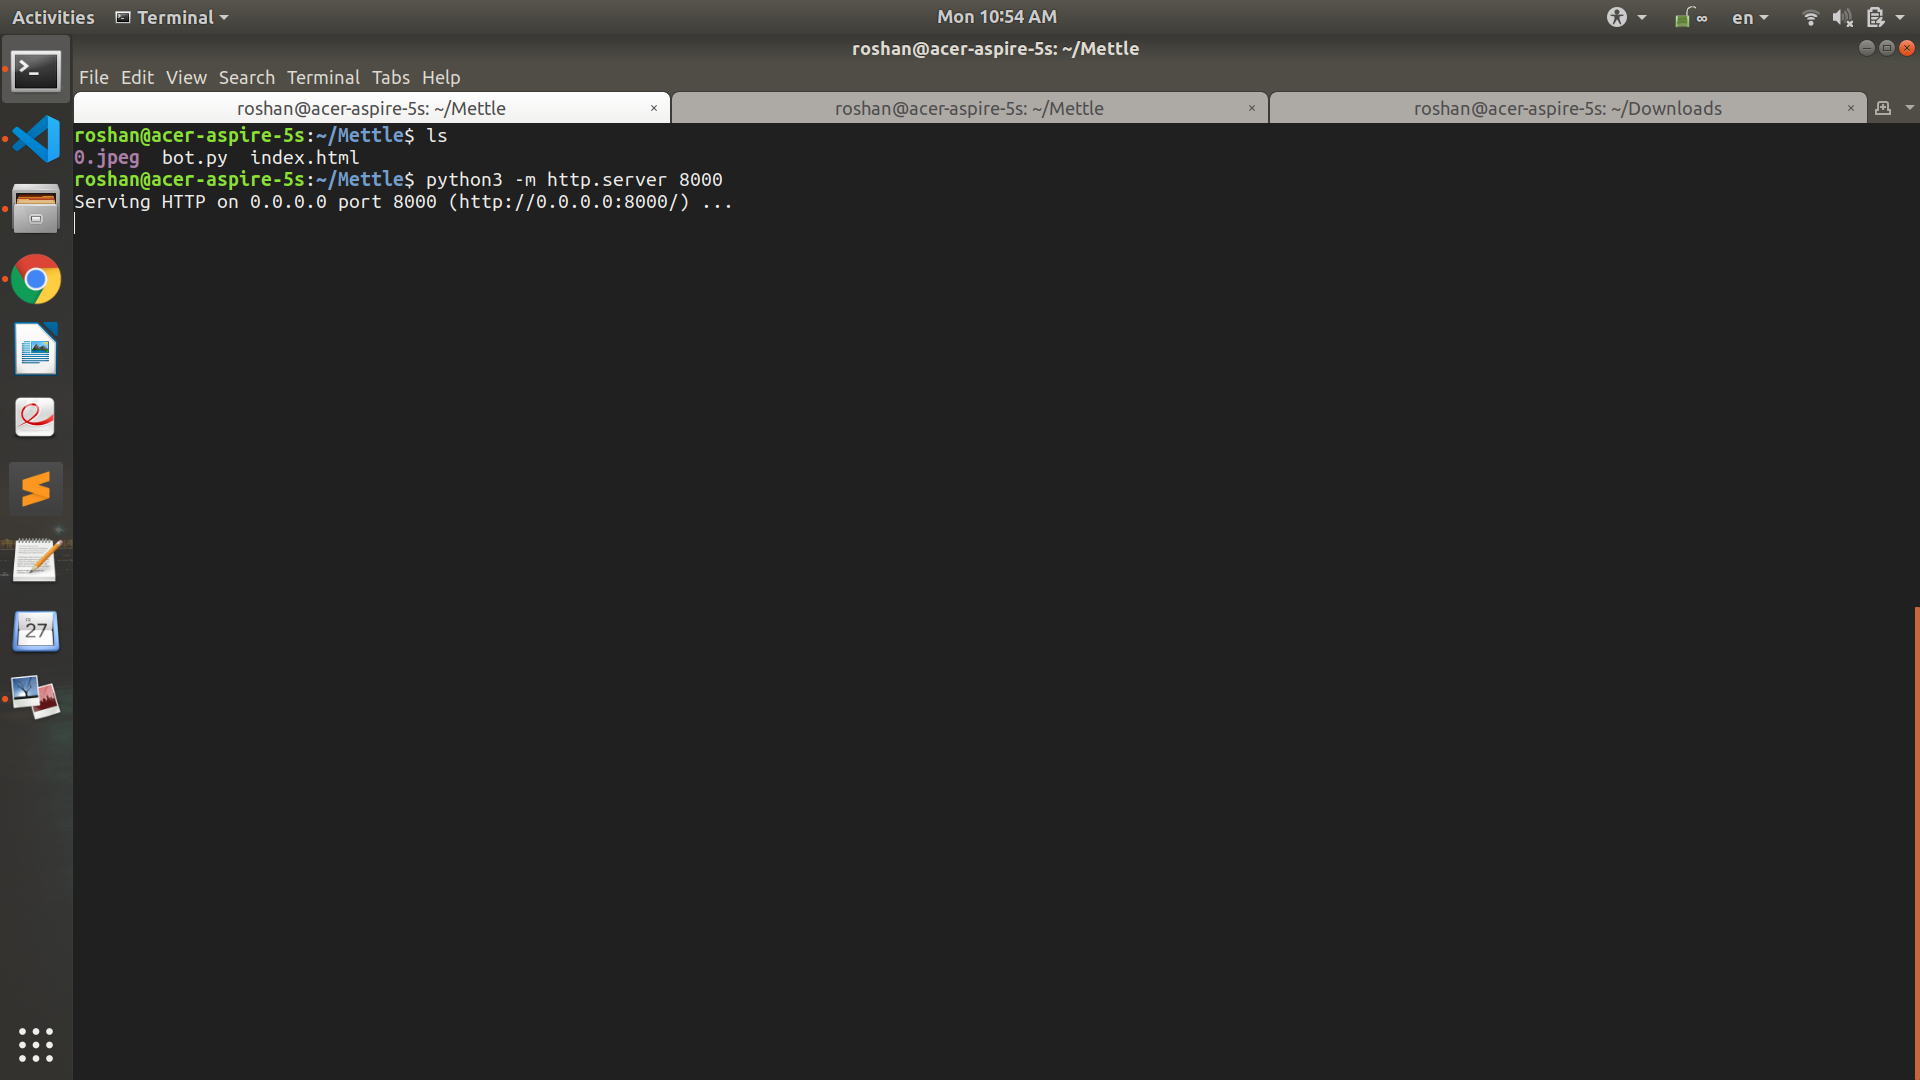 Activities Terminal Mon 10:54 AM ∞ en
roshan@acer-aspire-5s: ~/Mettle
File Edit View Search Terminal Tabs Help
roshan@acer-aspire-5s: ~/Mettle × roshan@acer-aspire-5s: ~/Mettle × roshan@acer-aspire-5s: ~/Downloads ×
roshan@acer-aspire-5s:~/Mettle$ ls
0.jpeg bot.py index.html
roshan@acer-aspire-5s:~/Mettle$ python3 -m http.server 8000
Serving HTTP on 0.0.0.0 port 8000 (http://0.0.0.0:8000/) ...
27